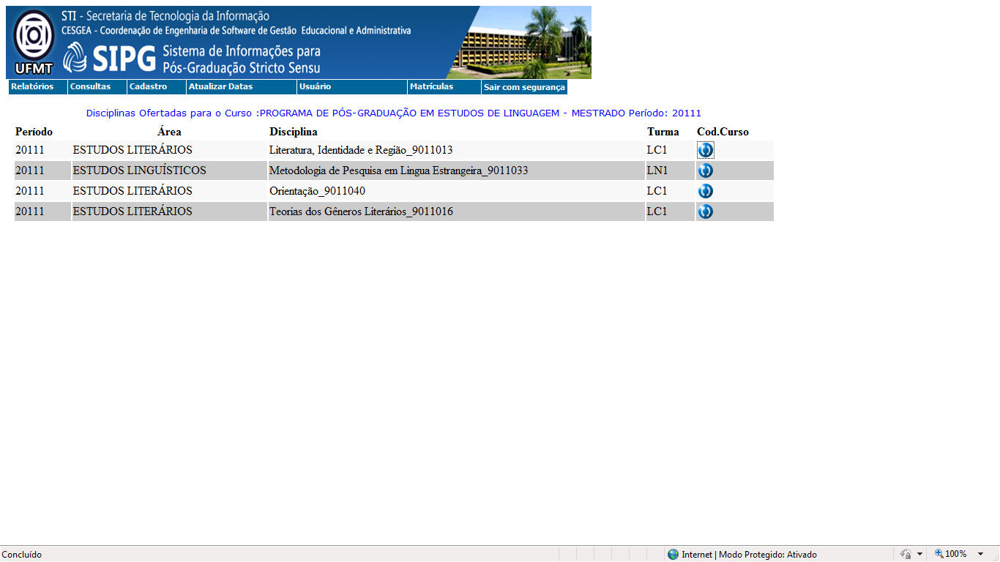 STI - Secretaria de Tecnologia da Informação
CESGEA - Coordenação de Engenharia de Software de Gestão Educacional e Administrativa
UFMT
SIPG
Sistema de Informações para
Pós-Graduação Stricto Sensu
Relatórios Consultas Cadastro Atualizar Datas Usuário Matrículas Sair com segurança
Disciplinas Ofertadas para o Curso :PROGRAMA DE PÓS-GRADUAÇÃO EM ESTUDOS DE LINGUAGEM - MESTRADO Período: 20111
Período Área Disciplina Turma Cod.Curso
20111 ESTUDOS LITERÁRIOS Literatura, Identidade e Região_9011013 LC1
20111 ESTUDOS LINGUÍSTICOS Metodologia de Pesquisa em Lingua Estrangeira_9011033 LN1
20111 ESTUDOS LITERÁRIOS Orientação_9011040 LC1
20111 ESTUDOS LITERÁRIOS Teorias dos Gêneros Literários_9011016 LC1
Concluído Internet | Modo Protegido: Ativado 100%